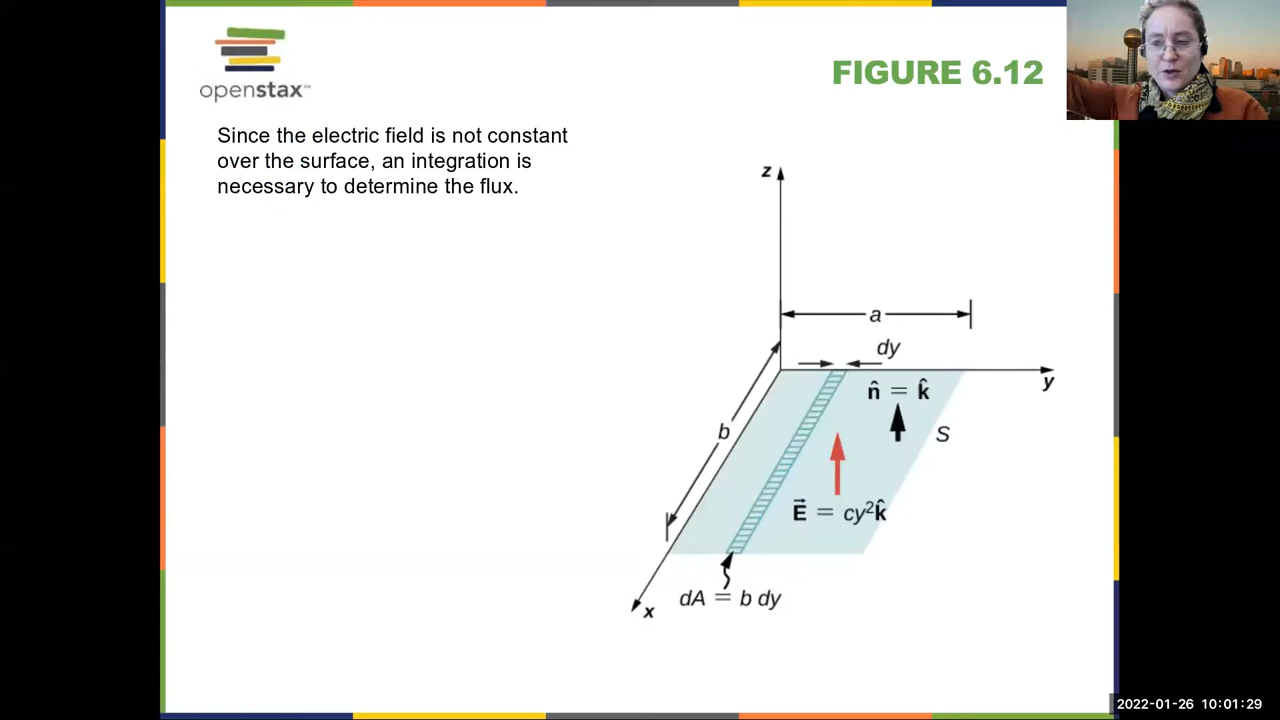 openstax™
FIGURE 6.12
Since the electric field is not constant
over the surface, an integration is
necessary to determine the flux.
z
a
dy
y
n̂ = k̂
b
S
E⃗ = cy²k̂
dA = b dy
x
2022-01-26 10:01:29